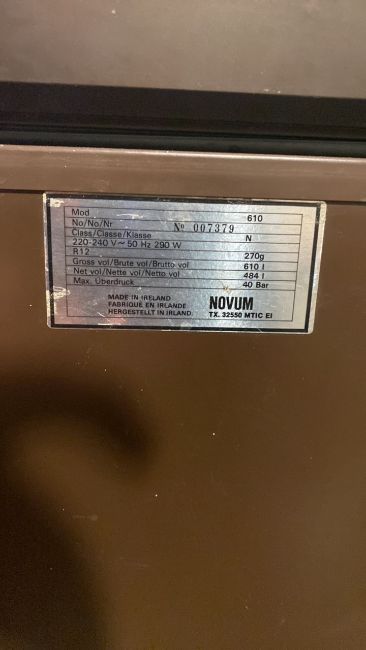 Mod 610
No/No/Nr Nº 007379
Class/Classe/Klasse N
220-240 V~ 50 Hz 290 W
R12 270g
Gross vol/Brute vol/Brutto vol 610 l
Net vol/Nette vol/Netto vol 484 l
Max. Überdruck 40 Bar
MADE IN IRELAND
FABRIQUE EN IRLANDE
HERGESTELLT IN IRLAND.
NOVUM
TX. 32550 MTIC EI